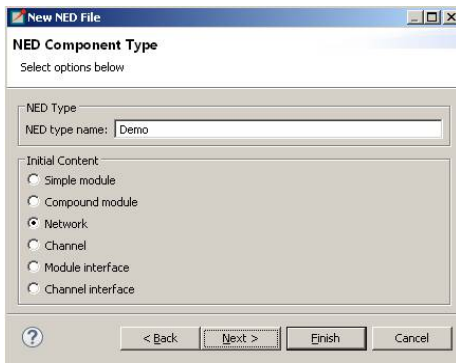 New NED File
NED Component Type
Select options below
NED Type
NED type name: Demo
Initial Content
Simple module
Compound module
Network
Channel
Module interface
Channel interface
? < Back Next > Finish Cancel